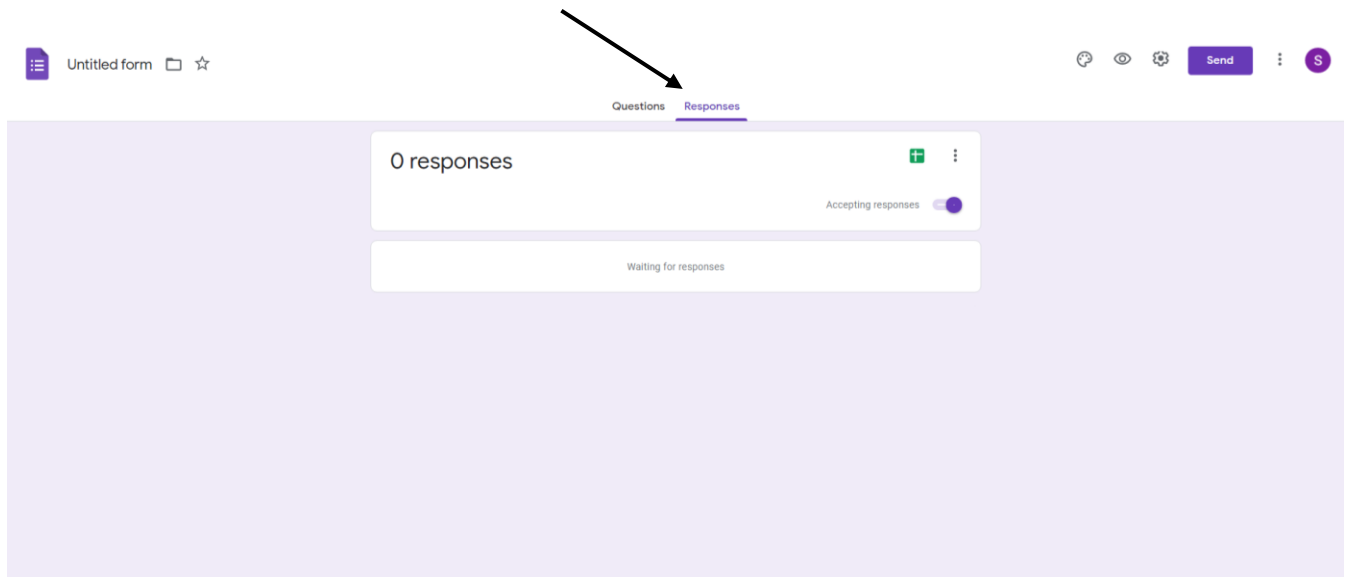 Untitled form
Send
S
Questions Responses
0 responses
Accepting responses
Waiting for responses